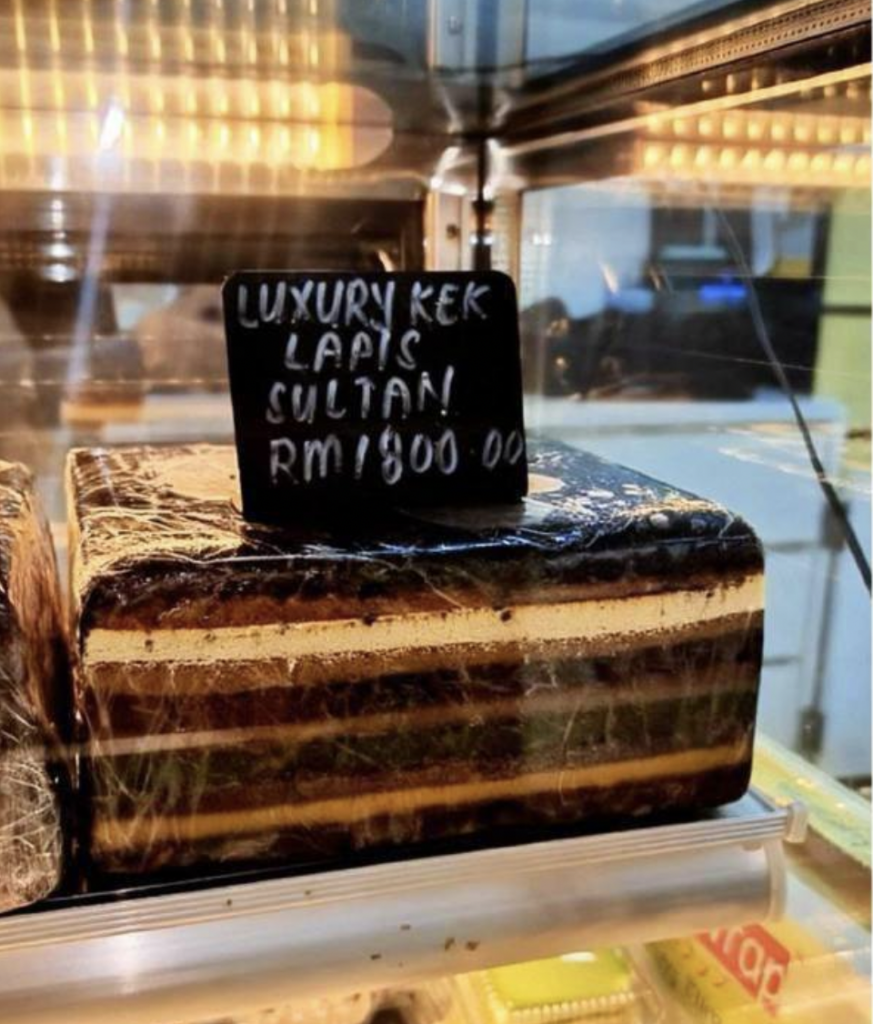 LUXURY KEK
LAPIS
SULTAN
RM1800.00